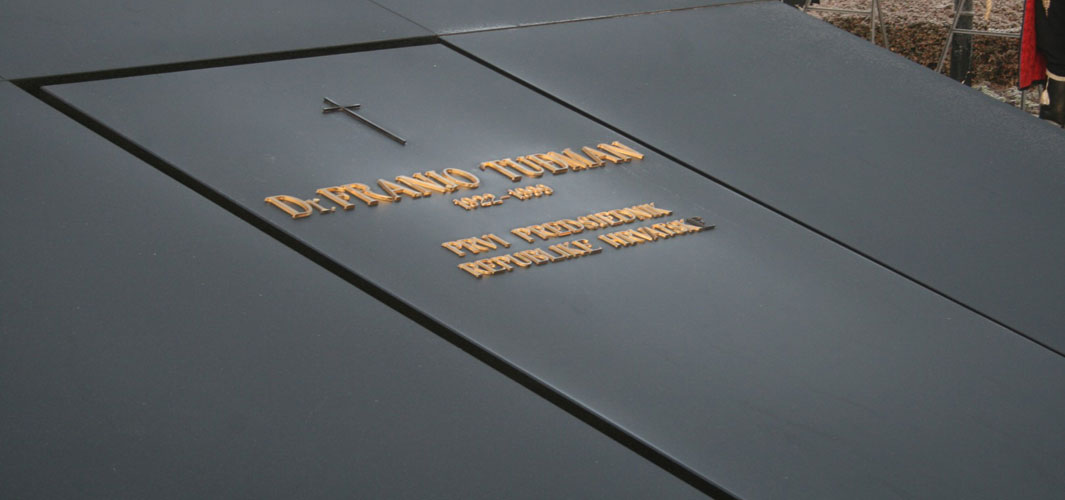 Dr. FRANJO TUĐMAN
1922.-1999.
PRVI PREDSJEDNIK
REPUBLIKE HRVATSKE